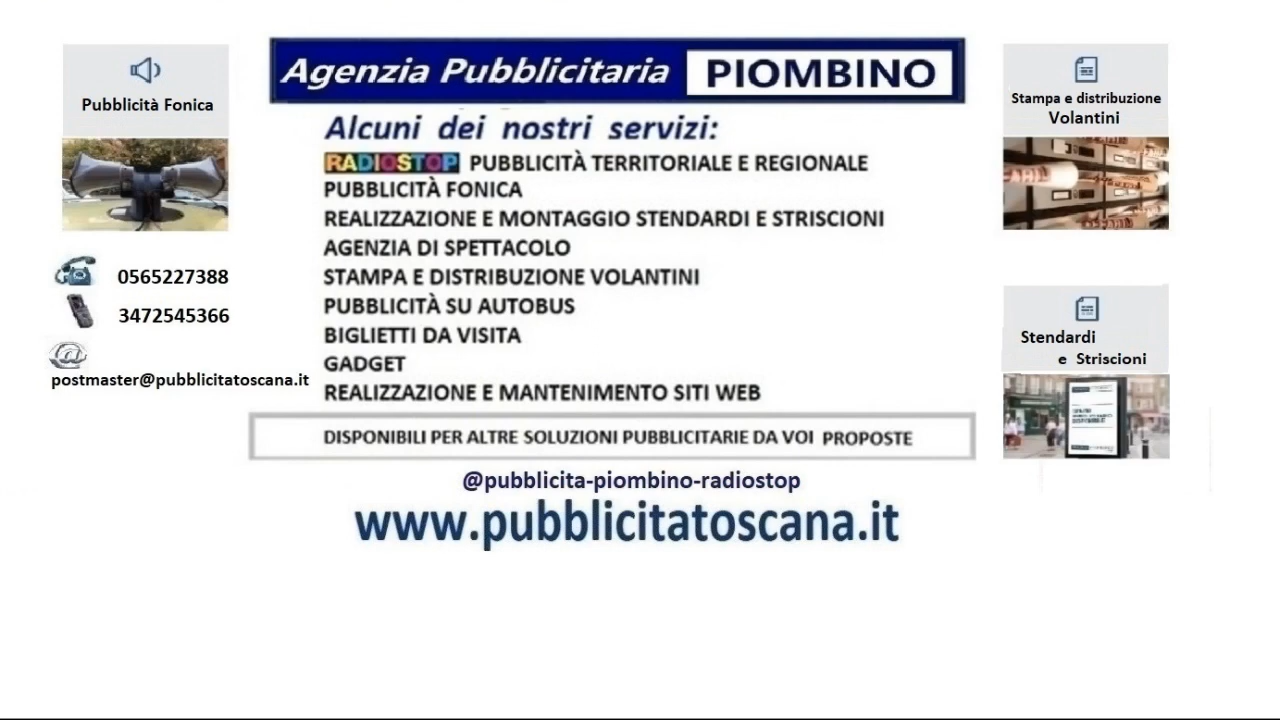 Agenzia Pubblicitaria PIOMBINO
Pubblicità Fonica
Stampa e distribuzione
Volantini
Alcuni dei nostri servizi:
RADIOSTOP PUBBLICITÀ TERRITORIALE E REGIONALE
PUBBLICITÀ FONICA
REALIZZAZIONE E MONTAGGIO STENDARDI E STRISCIONI
AGENZIA DI SPETTACOLO
STAMPA E DISTRIBUZIONE VOLANTINI
PUBBLICITÀ SU AUTOBUS
BIGLIETTI DA VISITA
GADGET
REALIZZAZIONE E MANTENIMENTO SITI WEB
DISPONIBILI PER ALTRE SOLUZIONI PUBBLICITARIE DA VOI PROPOSTE
0565227388
3472545366
@
postmaster@pubblicitatoscana.it
Stendardi
e Striscioni
@pubblicita-piombino-radiostop
www.pubblicitatoscana.it